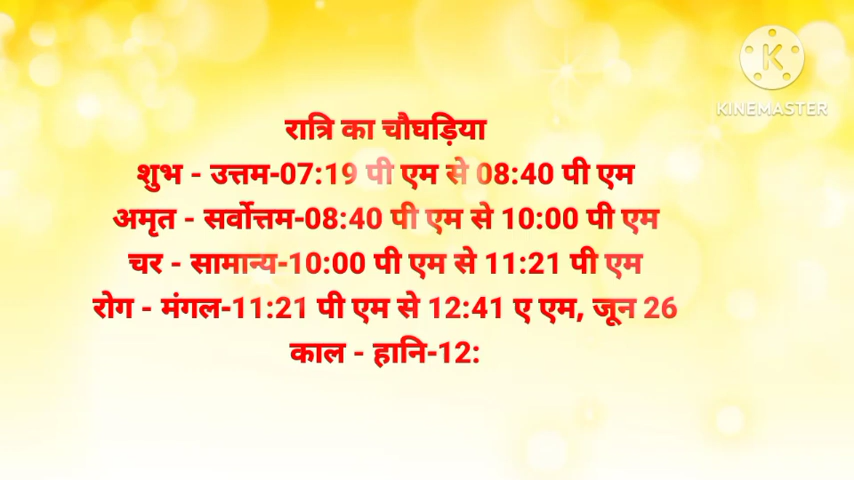 KINEMASTER
रात्रि का चौघड़िया
शुभ - उत्तम-07:19 पी एम से 08:40 पी एम
अमृत - सर्वोत्तम-08:40 पी एम से 10:00 पी एम
चर - सामान्य-10:00 पी एम से 11:21 पी एम
रोग - मंगल-11:21 पी एम से 12:41 ए एम, जून 26
काल - हानि-12: